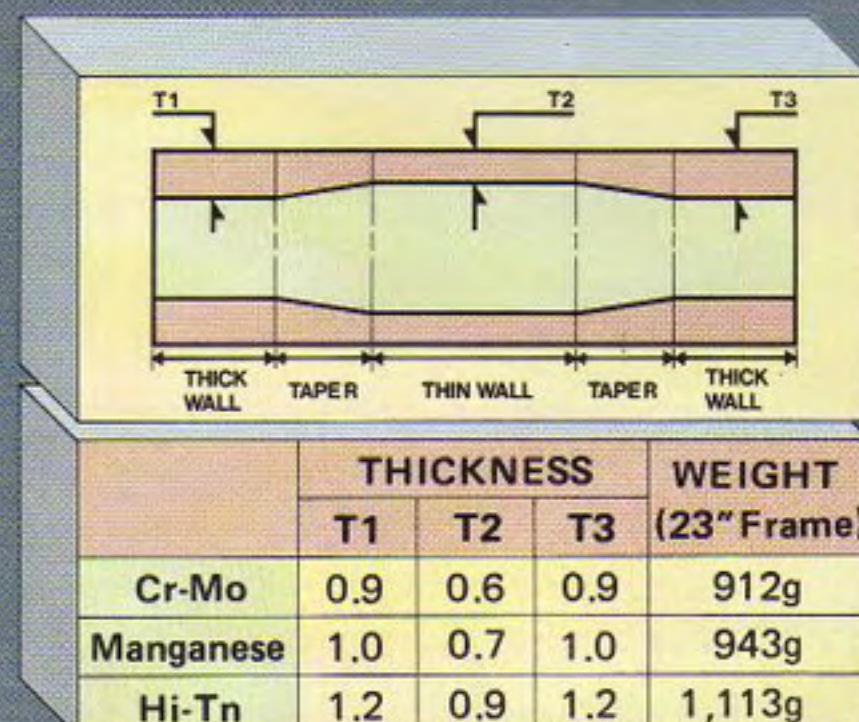 T1 T2 T3
THICK WALL TAPER THIN WALL TAPER THICK WALL
THICKNESS WEIGHT
T1 T2 T3 (23" Frame)
Cr-Mo 0.9 0.6 0.9 912g
Manganese 1.0 0.7 1.0 943g
Hi-Tn 1.2 0.9 1.2 1,113g